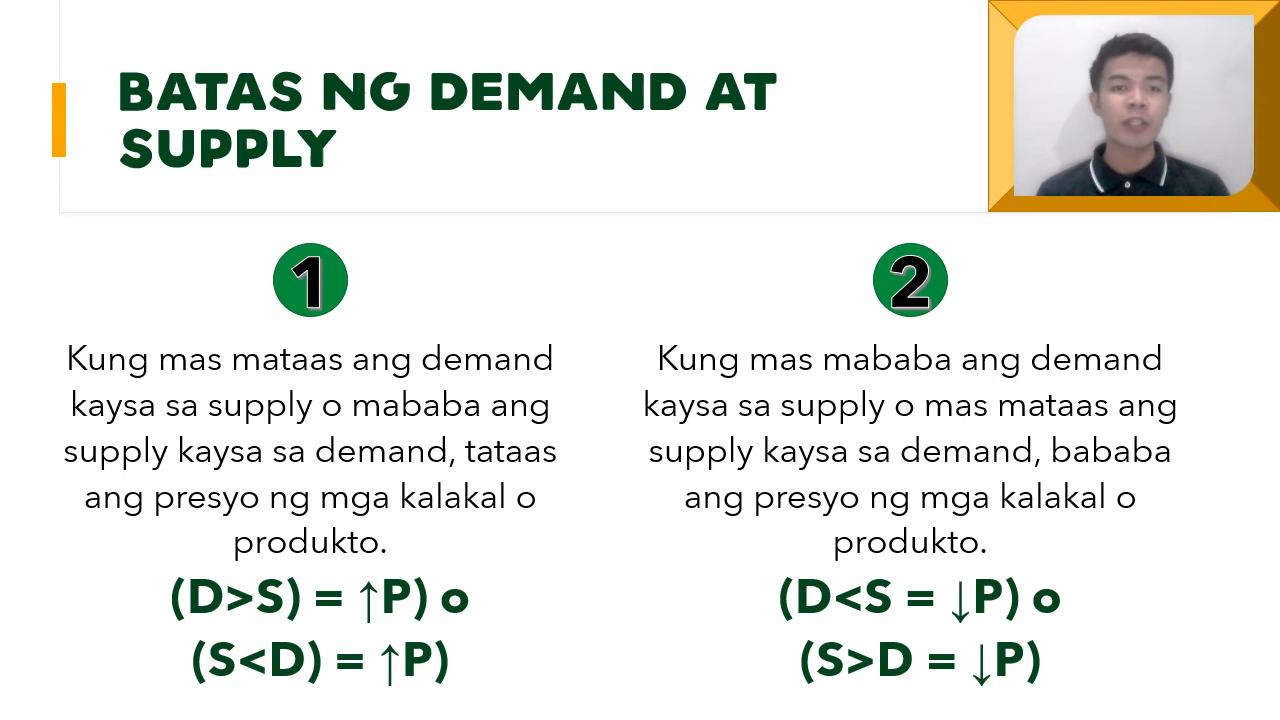 BATAS NG DEMAND AT
SUPPLY
1
Kung mas mataas ang demand
kaysa sa supply o mababa ang
supply kaysa sa demand, tataas
ang presyo ng mga kalakal o
produkto.
(D>S) = ↑P) o
(S<D) = ↑P)
2
Kung mas mababa ang demand
kaysa sa supply o mas mataas ang
supply kaysa sa demand, bababa
ang presyo ng mga kalakal o
produkto.
(D<S = ↓P) o
(S>D = ↓P)